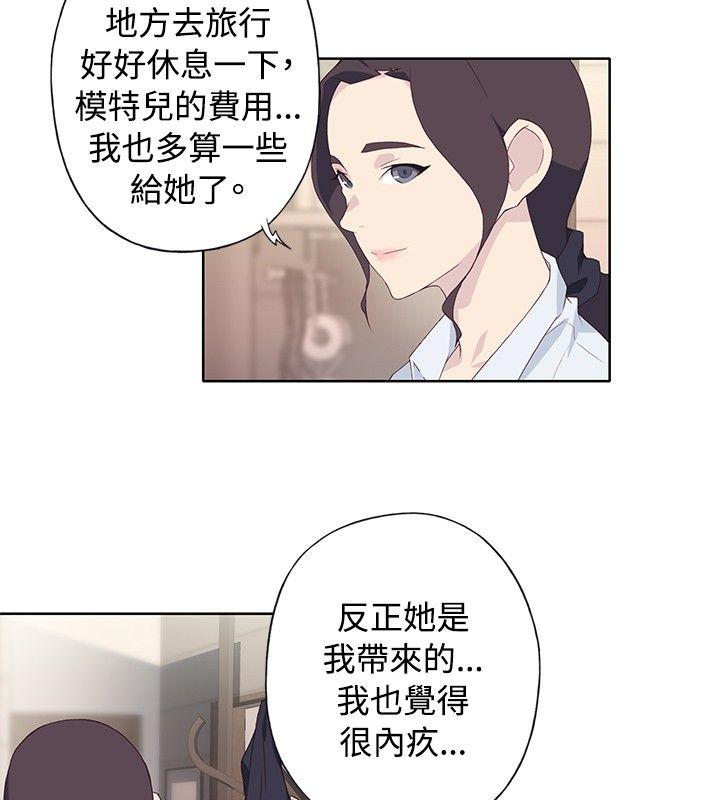 地方去旅行
好好休息一下,
模特兒的費用...
我也多算一些
給她了。
反正她是
我帶來的...
我也覺得
很內疚...